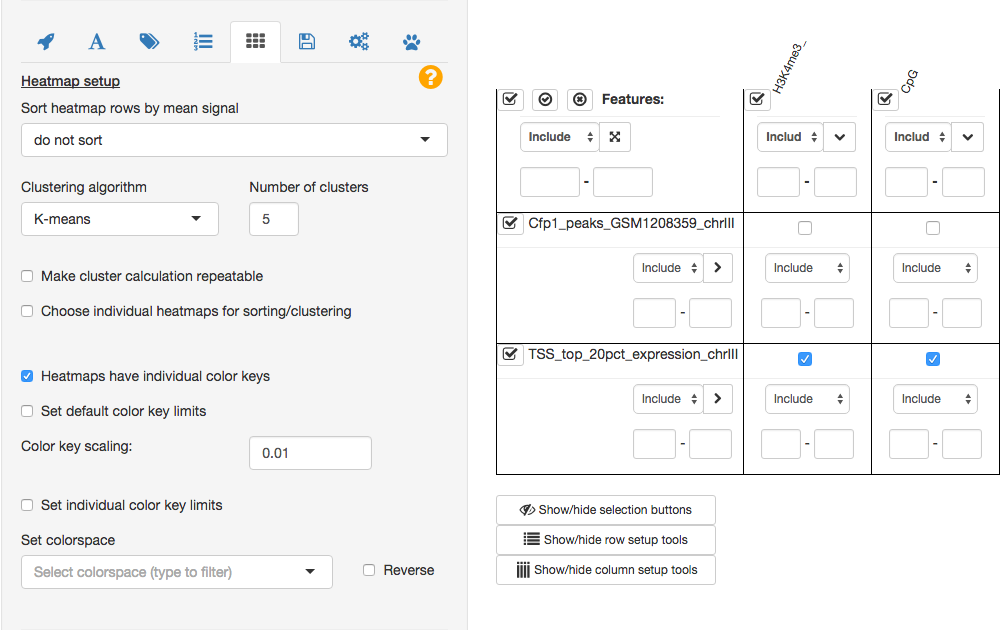 Heatmap setup
Sort heatmap rows by mean signal
do not sort
Clustering algorithm
Number of clusters
K-means
5
Make cluster calculation repeatable
Choose individual heatmaps for sorting/clustering
Heatmaps have individual color keys
Set default color key limits
Color key scaling:
0.01
Set individual color key limits
Set colorspace
Select colorspace (type to filter)
Reverse
H3K4me3_
CpG
Features:
Include
Includ
Includ
-
-
-
Cfp1_peaks_GSM1208359_chrIII
Include
Include
Include
-
-
-
TSS_top_20pct_expression_chrIII
Include
Include
Include
-
-
-
Show/hide selection buttons
Show/hide row setup tools
Show/hide column setup tools